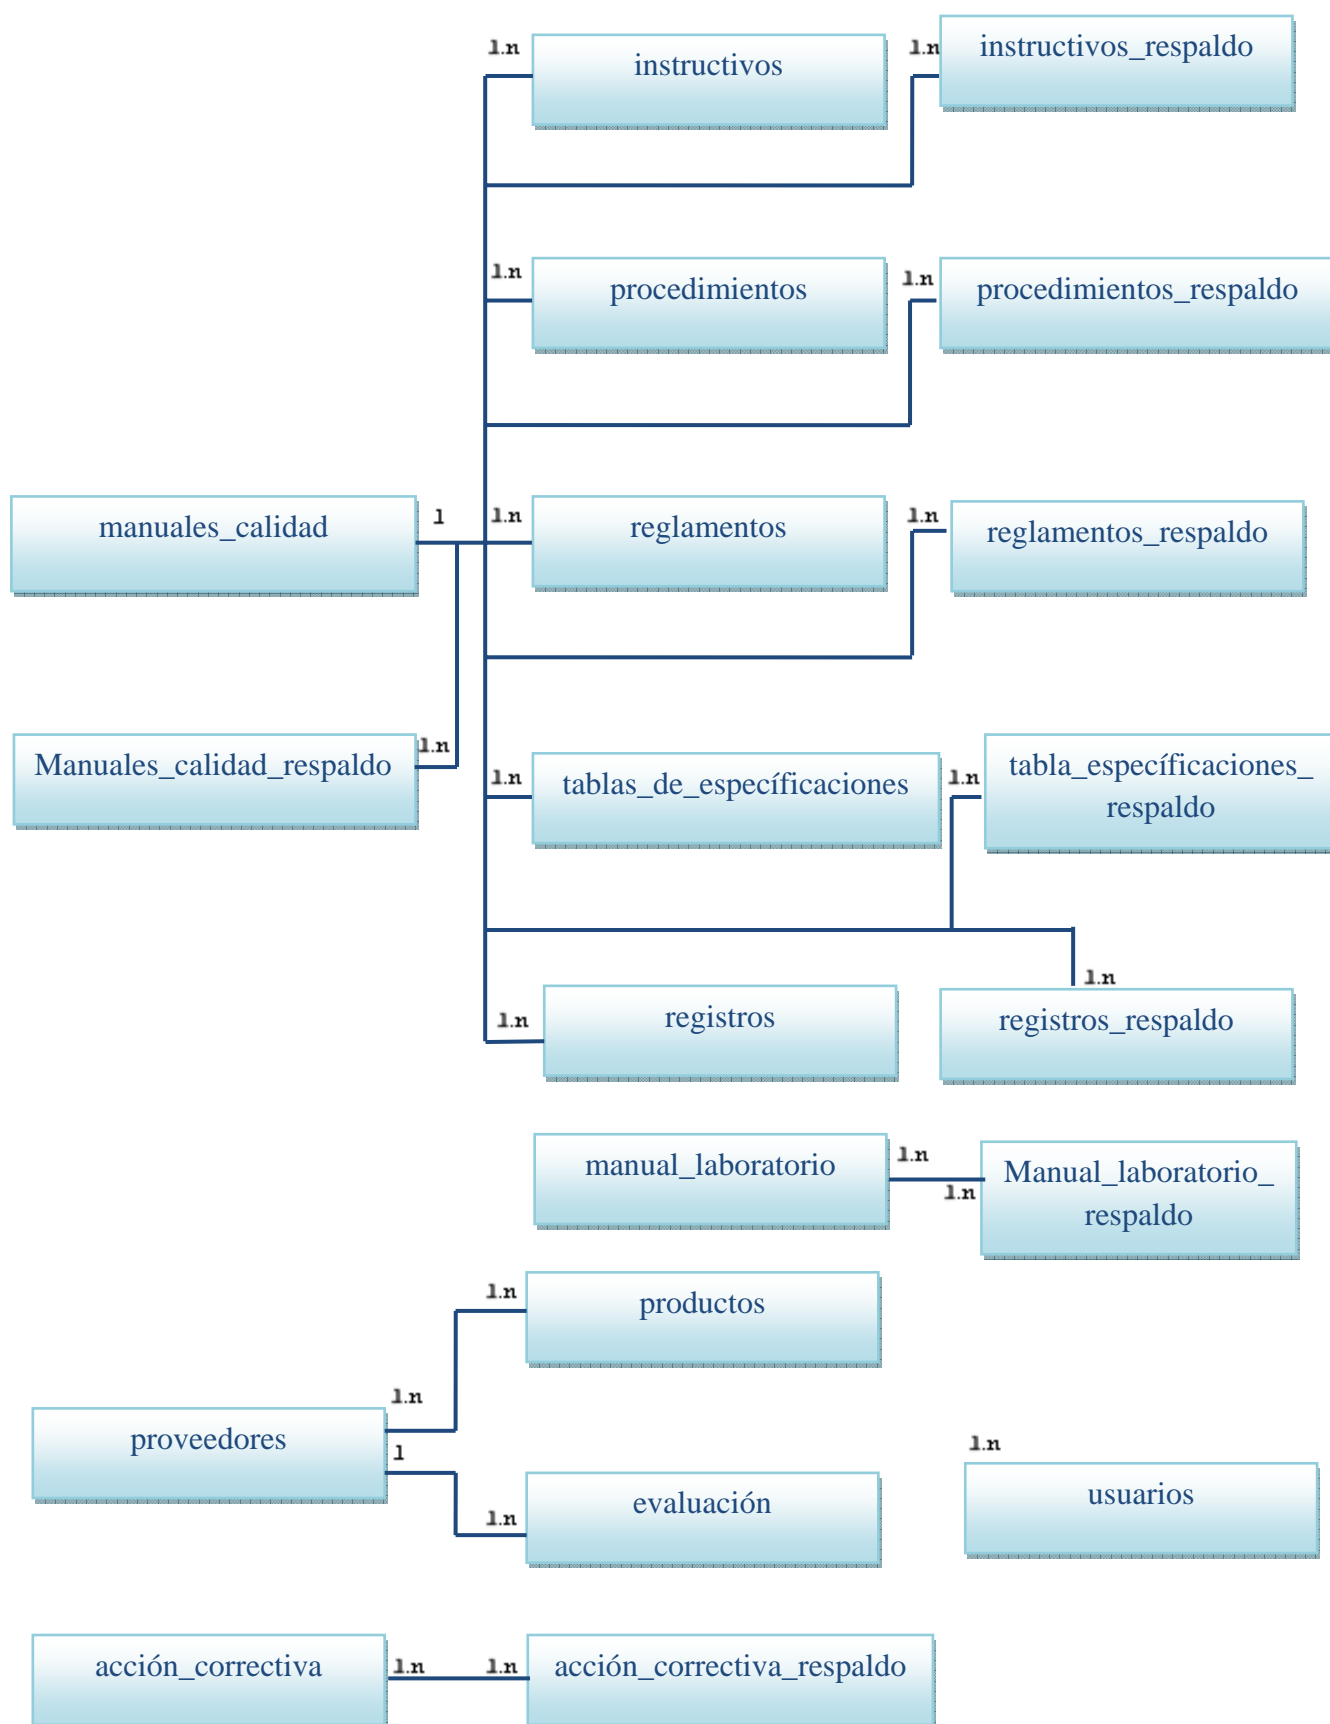 1.n
instructivos
1.n
instructivos_respaldo
1.n
procedimientos
1.n
procedimientos_respaldo
manuales_calidad
1
1.n
reglamentos
1.n
reglamentos_respaldo
Manuales_calidad_respaldo
1.n
1.n
tablas_de_específicaciones
1.n
tabla_específicaciones_
respaldo
1.n
registros
1.n
registros_respaldo
manual_laboratorio
1.n
1.n
Manual_laboratorio_
respaldo
1.n
productos
proveedores
1.n
1
1.n
evaluación
1.n
usuarios
acción_correctiva
1.n
1.n
acción_correctiva_respaldo